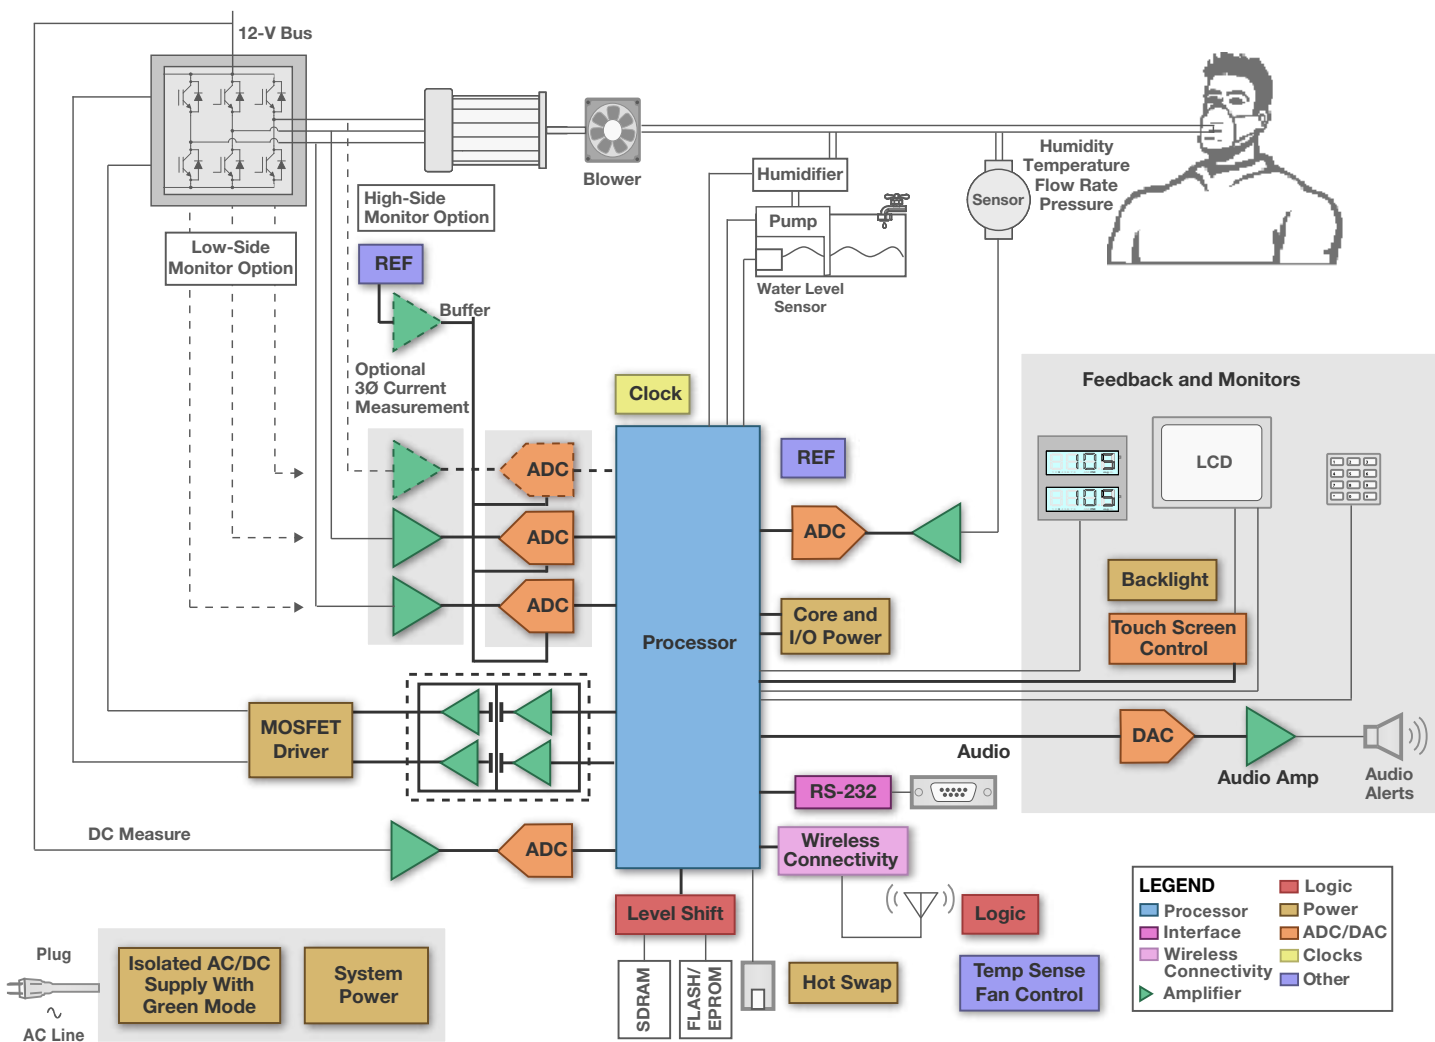 12-V Bus
Blower
Humidity
Temperature
Flow Rate
Pressure
Humidifier
Sensor
Pump
Water Level
Sensor
High-Side
Monitor Option
Low-Side
Monitor Option
REF
Buffer
Optional
3Ø Current
Measurement
Clock
ADC
ADC
ADC
REF
ADC
Processor
Core and
I/O Power
Feedback and Monitors
105
105
LCD
Backlight
Touch Screen
Control
MOSFET
Driver
Audio
DAC
Audio Amp
Audio
Alerts
RS-232
DC Measure
ADC
Wireless
Connectivity
Level Shift
Logic
SDRAM
FLASH/
EPROM
Hot Swap
Temp Sense
Fan Control
Plug
AC Line
Isolated AC/DC
Supply With
Green Mode
System
Power
LEGEND
Processor
Interface
Wireless
Connectivity
Amplifier
Logic
Power
ADC/DAC
Clocks
Other